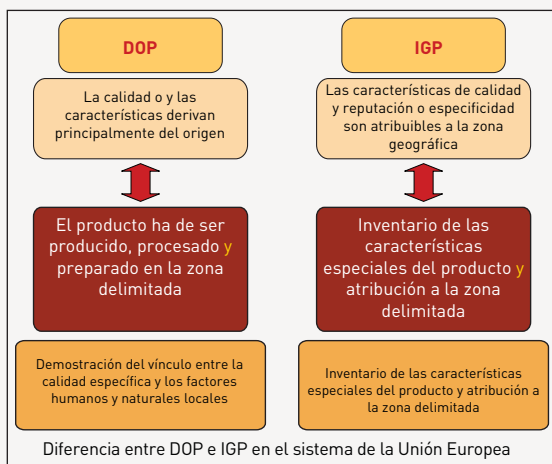 DOP
La calidad o y las
características derivan
principalmente del origen
El producto ha de ser
producido, procesado y
preparado en la zona
delimitada
Demostración del vínculo entre la
calidad específica y los factores
humanos y naturales locales
IGP
Las características de calidad
y reputación o especificidad
son atribuibles a la zona
geográfica
Inventario de las
características
especiales del producto y
atribución a la zona
delimitada
Inventario de las características
especiales del producto y atribución a
la zona delimitada
Diferencia entre DOP e IGP en el sistema de la Unión Europea